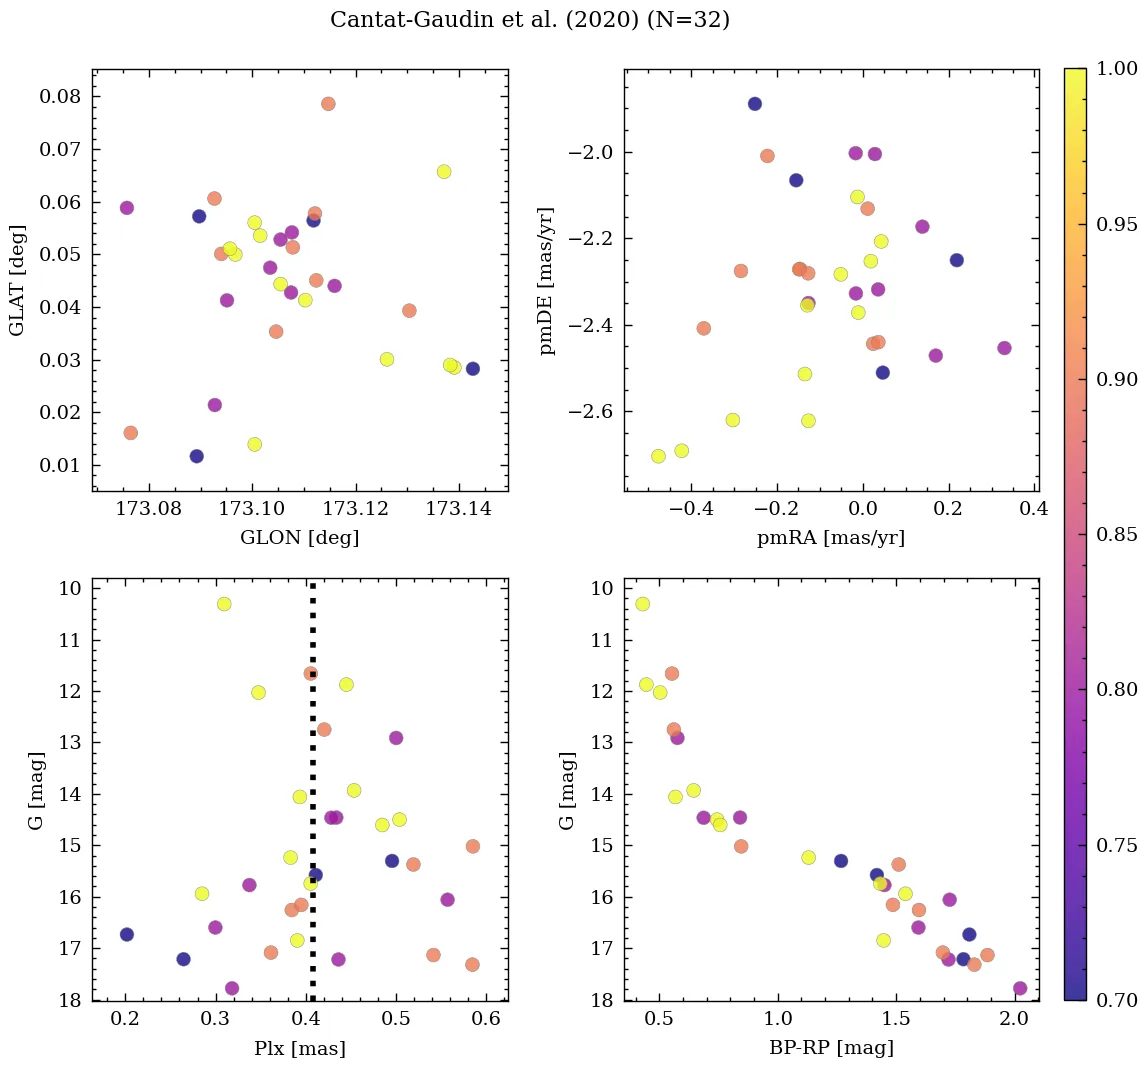 Cantat-Gaudin et al. (2020) (N=32)
0.08
0.07
0.06
0.05
0.04
0.03
0.02
0.01
GLAT [deg]
173.08 173.10 173.12 173.14
GLON [deg]
−2.0
−2.2
−2.4
−2.6
pmDE [mas/yr]
−0.4 −0.2 0.0 0.2 0.4
pmRA [mas/yr]
1.00
0.95
0.90
0.85
0.80
0.75
0.70
10
11
12
13
14
15
16
17
18
G [mag]
0.2 0.3 0.4 0.5 0.6
Plx [mas]
10
11
12
13
14
15
16
17
18
G [mag]
0.5 1.0 1.5 2.0
BP-RP [mag]